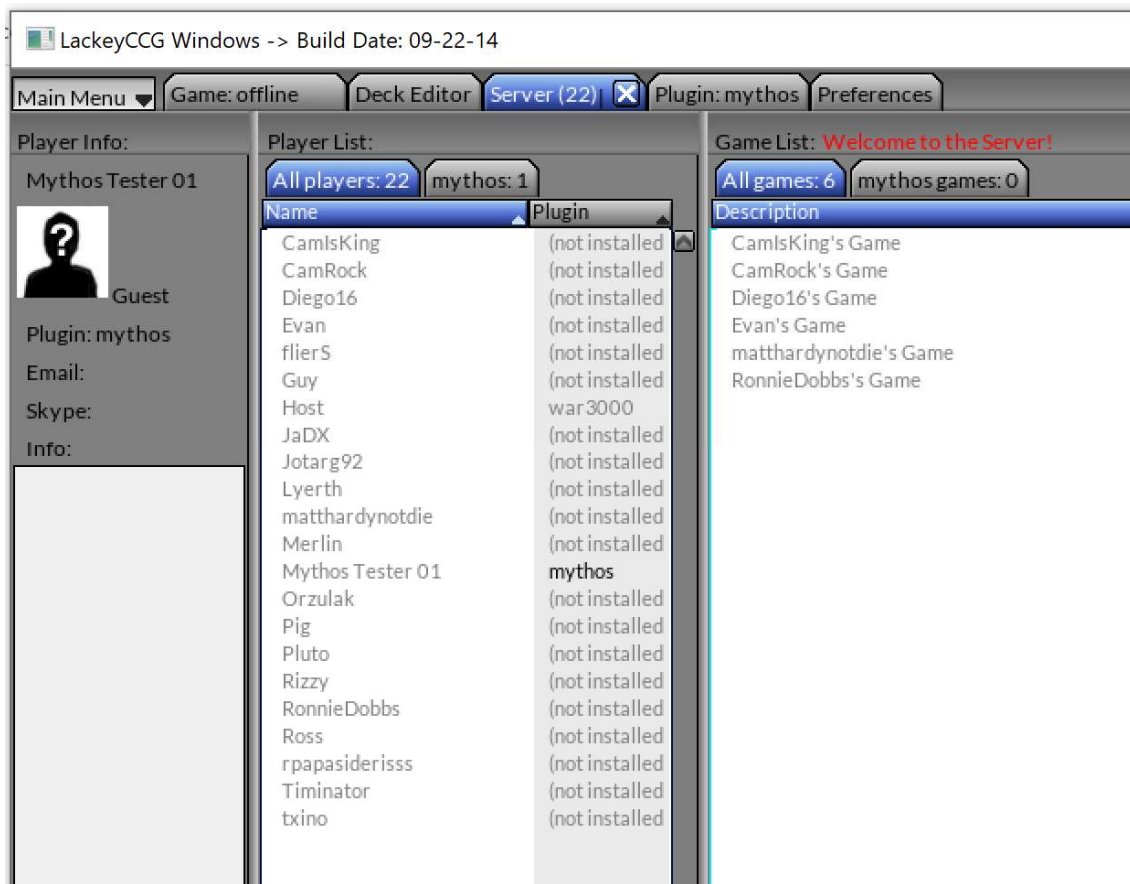 LackeyCCG Windows -> Build Date: 09-22-14
Main Menu Game: offline Deck Editor Server (22) Plugin: mythos Preferences
Player Info:
Mythos Tester 01
?
Guest
Plugin: mythos
Email:
Skype:
Info:
Player List:
All players: 22 mythos: 1
Name Plugin
CamIsKing (not installed
CamRock (not installed
Diego16 (not installed
Evan (not installed
flierS (not installed
Guy (not installed
Host war3000
JaDX (not installed
Jotarg92 (not installed
Lyerth (not installed
matthardynotdie (not installed
Merlin (not installed
Mythos Tester 01 mythos
Orzulak (not installed
Pig (not installed
Pluto (not installed
Rizzy (not installed
RonnieDobbs (not installed
Ross (not installed
rpapasiderisss (not installed
Timinator (not installed
txino (not installed
Game List: Welcome to the Server!
All games: 6 mythos games: 0
Description
CamIsKing's Game
CamRock's Game
Diego16's Game
Evan's Game
matthardynotdie's Game
RonnieDobbs's Game